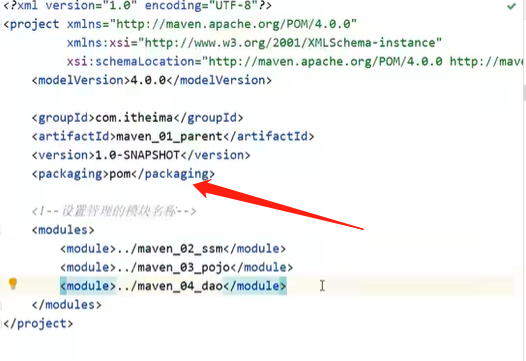 <?xml version="1.0" encoding="UTF-8"?>
<project xmlns="http://maven.apache.org/POM/4.0.0"
xmlns:xsi="http://www.w3.org/2001/XMLSchema-instance"
xsi:schemaLocation="http://maven.apache.org/POM/4.0.0 http://maven
<modelVersion>4.0.0</modelVersion>
<groupId>com.itheima</groupId>
<artifactId>maven_01_parent</artifactId>
<version>1.0-SNAPSHOT</version>
<packaging>pom</packaging>
<!--设置管理的模块名称-->
<modules>
<module>../maven_02_ssm</module>
<module>../maven_03_pojo</module>
<module>../maven_04_dao</module>
</modules>
</project>